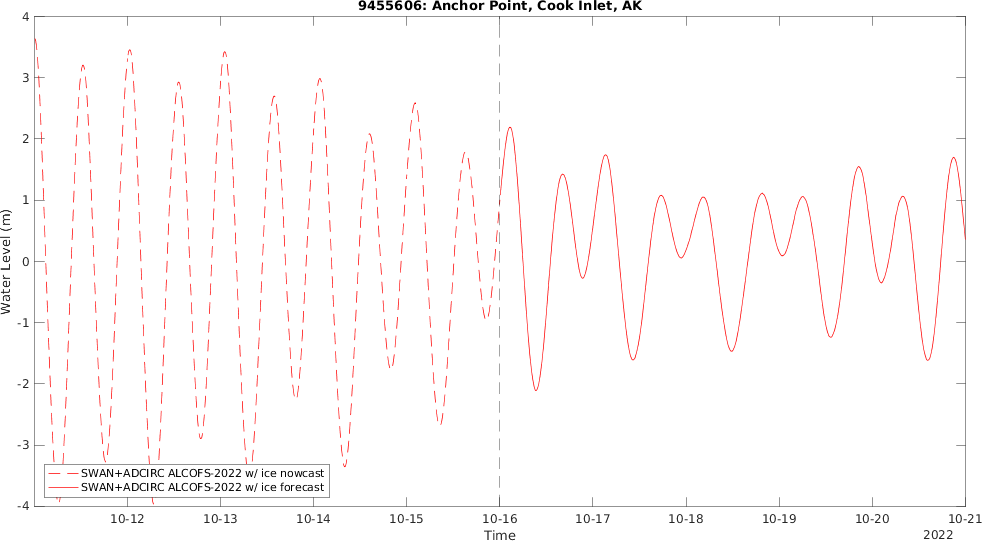 9455606: Anchor Point, Cook Inlet, AK
4
3
2
1
0
-1
-2
-3
-4
Water Level (m)
SWAN+ADCIRC ALCOFS-2022 w/ ice nowcast
SWAN+ADCIRC ALCOFS-2022 w/ ice forecast
10-12 10-13 10-14 10-15 10-16 10-17 10-18 10-19 10-20 10-21
Time
2022